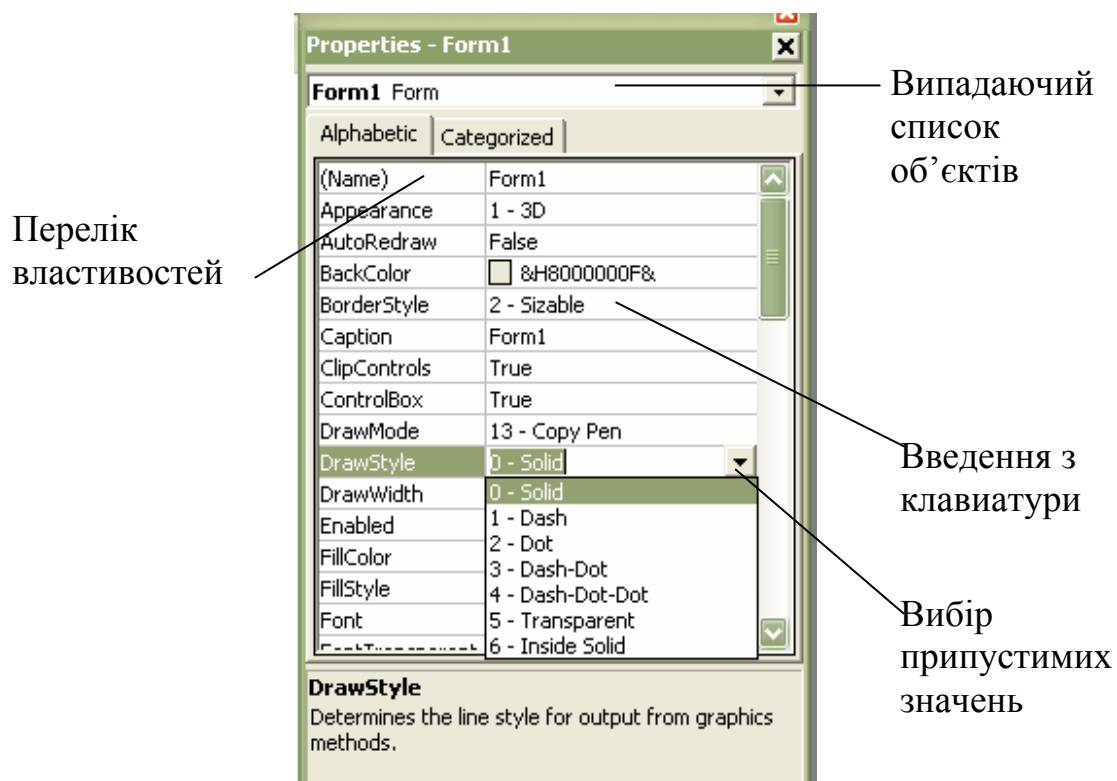 Properties - Form1
Form1 Form
Alphabetic Categorized
(Name) Form1
Appearance 1 - 3D
AutoRedraw False
BackColor &H8000000F&
BorderStyle 2 - Sizable
Caption Form1
ClipControls True
ControlBox True
DrawMode 13 - Copy Pen
DrawStyle 0 - Solid
DrawWidth 0 - Solid
Enabled 1 - Dash
2 - Dot
FillColor 3 - Dash-Dot
FillStyle 4 - Dash-Dot-Dot
Font 5 - Transparent
FontTransparent 6 - Inside Solid
DrawStyle
Determines the line style for output from graphics
methods.
Перелік
властивостей
Випадаючий
список
об’єктів
Введення з
клавиатури
Вибір
припустимих
значень